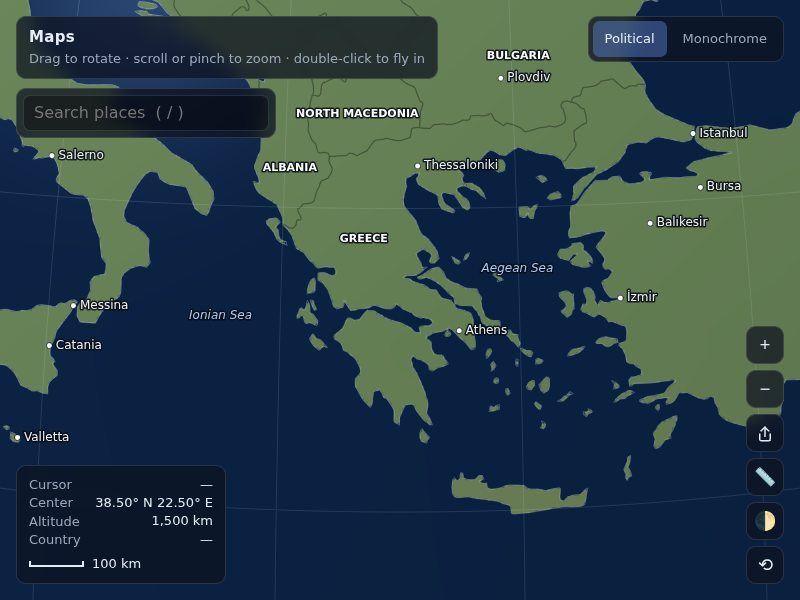 Maps
Drag to rotate · scroll or pinch to zoom · double-click to fly in
Political
Monochrome
Search places ( / )
BULGARIA
Plovdiv
NORTH MACEDONIA
Istanbul
Salerno
ALBANIA
Thessaloniki
Bursa
Balıkesir
GREECE
Aegean Sea
İzmir
Messina
Ionian Sea
Athens
Catania
+
−
Valletta
Cursor —
Center 38.50° N 22.50° E
Altitude 1,500 km
Country —
100 km